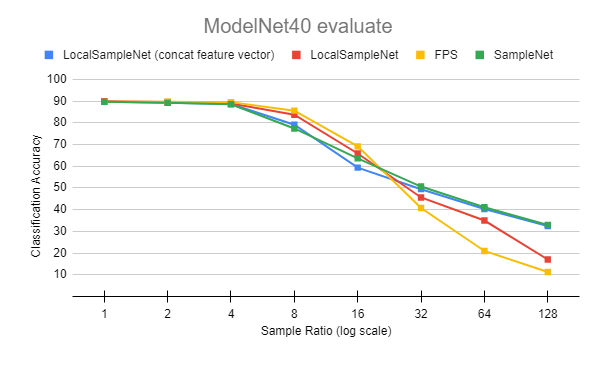 ModelNet40 evaluate
LocalSampleNet (concat feature vector) LocalSampleNet FPS SampleNet
Classification Accuracy
100
90
80
70
60
50
40
30
20
10
1 2 4 8 16 32 64 128
Sample Ratio (log scale)